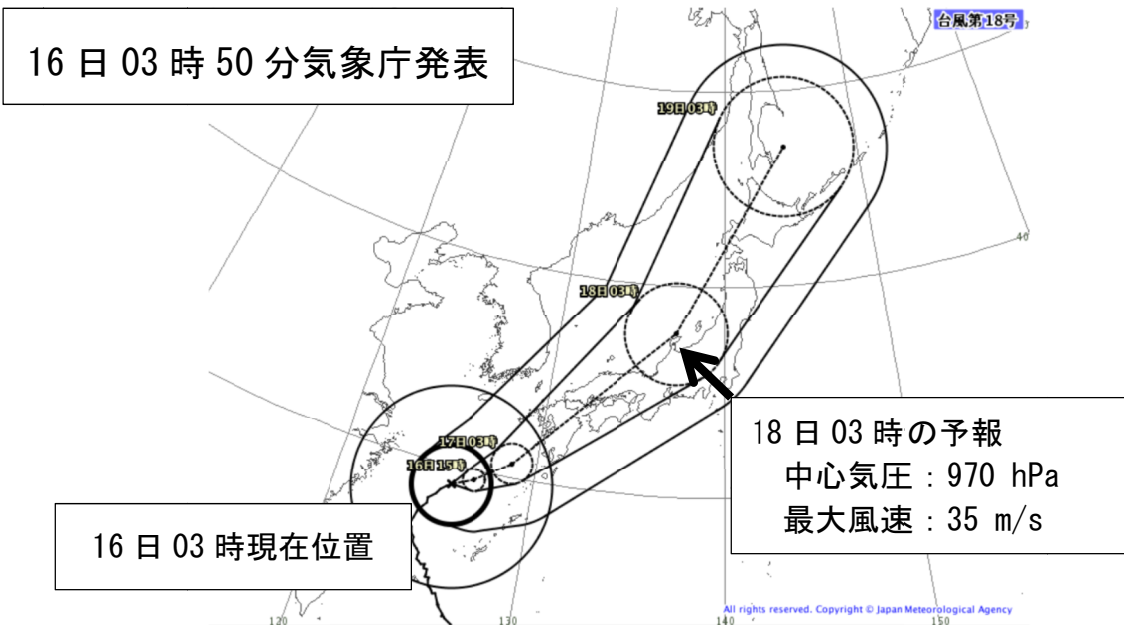 16日03時50分気象庁発表
台風第18号
19日03時
40
18日03時
17日03時
16日15時
18日03時の予報
中心気圧：970 hPa
最大風速：35 m/s
16日03時現在位置
All rights reserved. Copyright © Japan Meteorological Agency
120
130
140
150